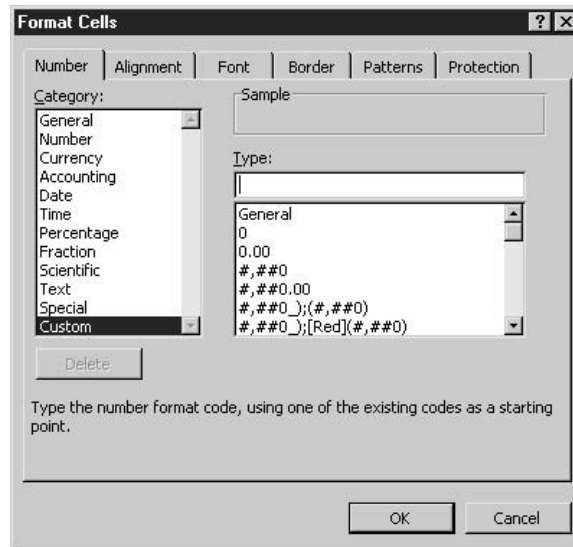 Format Cells
Number Alignment Font Border Patterns Protection
Category:
General
Number
Currency
Accounting
Date
Time
Percentage
Fraction
Scientific
Text
Special
Custom
Sample
Type:
General
0
0.00
#,##0
#,##0.00
#,##0_);(#,##0)
#,##0_);[Red](#,##0)
Delete
Type the number format code, using one of the existing codes as a starting
point.
OK Cancel